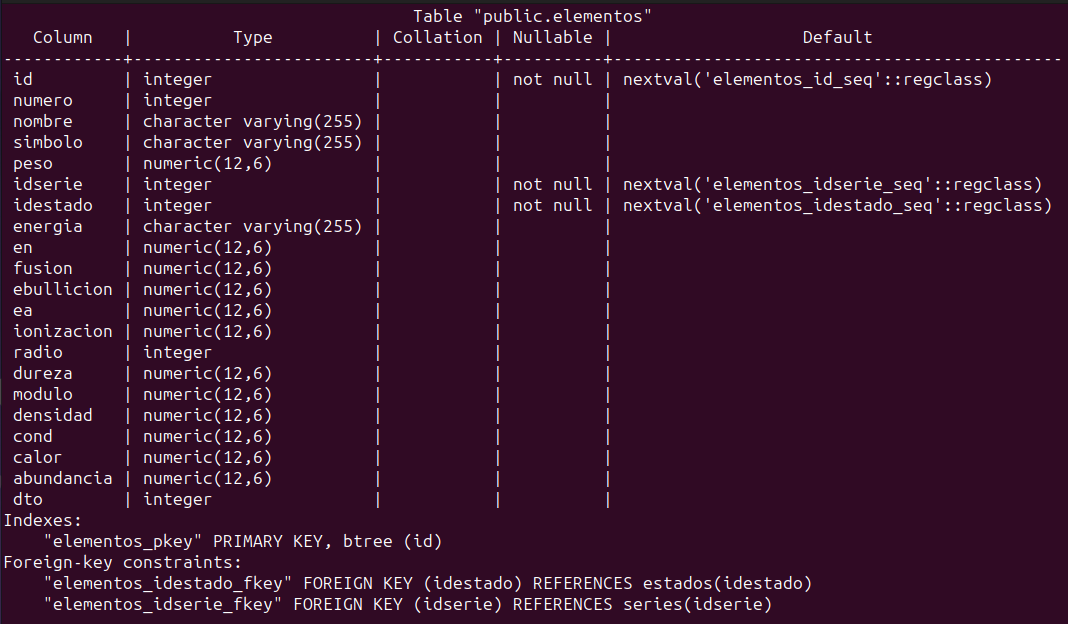 Table "public.elementos"
   Column   |          Type          | Collation | Nullable |                   Default
------------+------------------------+-----------+----------+----------------------------------------------
 id         | integer                |           | not null | nextval('elementos_id_seq'::regclass)
 numero     | integer                |           |          |
 nombre     | character varying(255) |           |          |
 simbolo    | character varying(255) |           |          |
 peso       | numeric(12,6)          |           |          |
 idserie    | integer                |           | not null | nextval('elementos_idserie_seq'::regclass)
 idestado   | integer                |           | not null | nextval('elementos_idestado_seq'::regclass)
 energia    | character varying(255) |           |          |
 en         | numeric(12,6)          |           |          |
 fusion     | numeric(12,6)          |           |          |
 ebullicion | numeric(12,6)          |           |          |
 ea         | numeric(12,6)          |           |          |
 ionizacion | numeric(12,6)          |           |          |
 radio      | integer                |           |          |
 dureza     | numeric(12,6)          |           |          |
 modulo     | numeric(12,6)          |           |          |
 densidad   | numeric(12,6)          |           |          |
 cond       | numeric(12,6)          |           |          |
 calor      | numeric(12,6)          |           |          |
 abundancia | numeric(12,6)          |           |          |
 dto        | integer                |           |          |
Indexes:
    "elementos_pkey" PRIMARY KEY, btree (id)
Foreign-key constraints:
    "elementos_idestado_fkey" FOREIGN KEY (idestado) REFERENCES estados(idestado)
    "elementos_idserie_fkey" FOREIGN KEY (idserie) REFERENCES series(idserie)